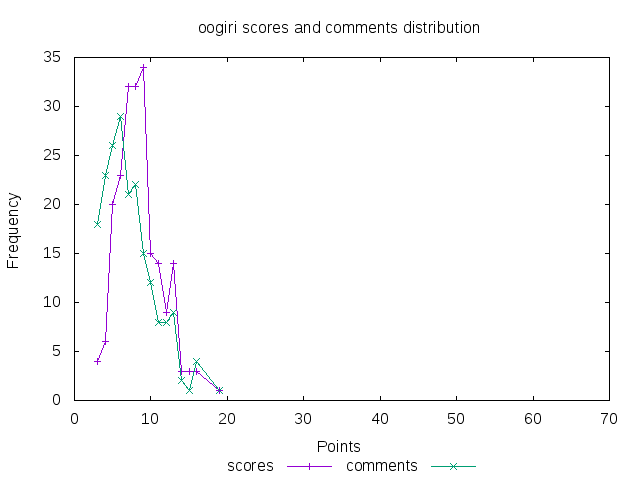 oogiri scores and comments distribution
35
30
25
20
15
10
5
0
Frequency
0 10 20 30 40 50 60 70
Points
scores comments